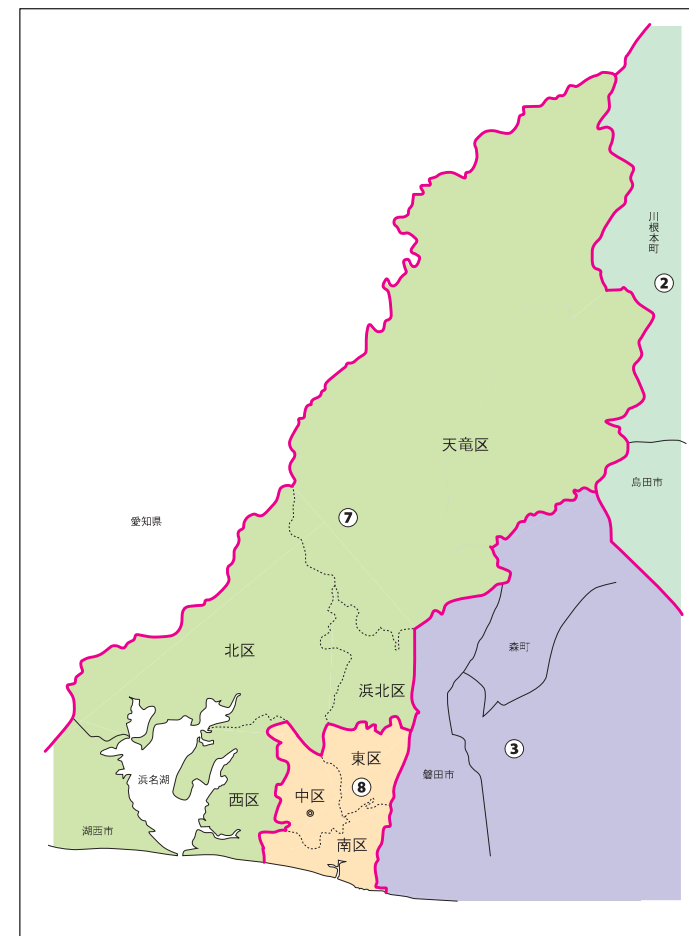 川根本町
②
天竜区
島田市
愛知県
⑦
北区
森町
浜北区
浜名湖
西区
東区
⑧
中区
磐田市
③
湖西市
南区